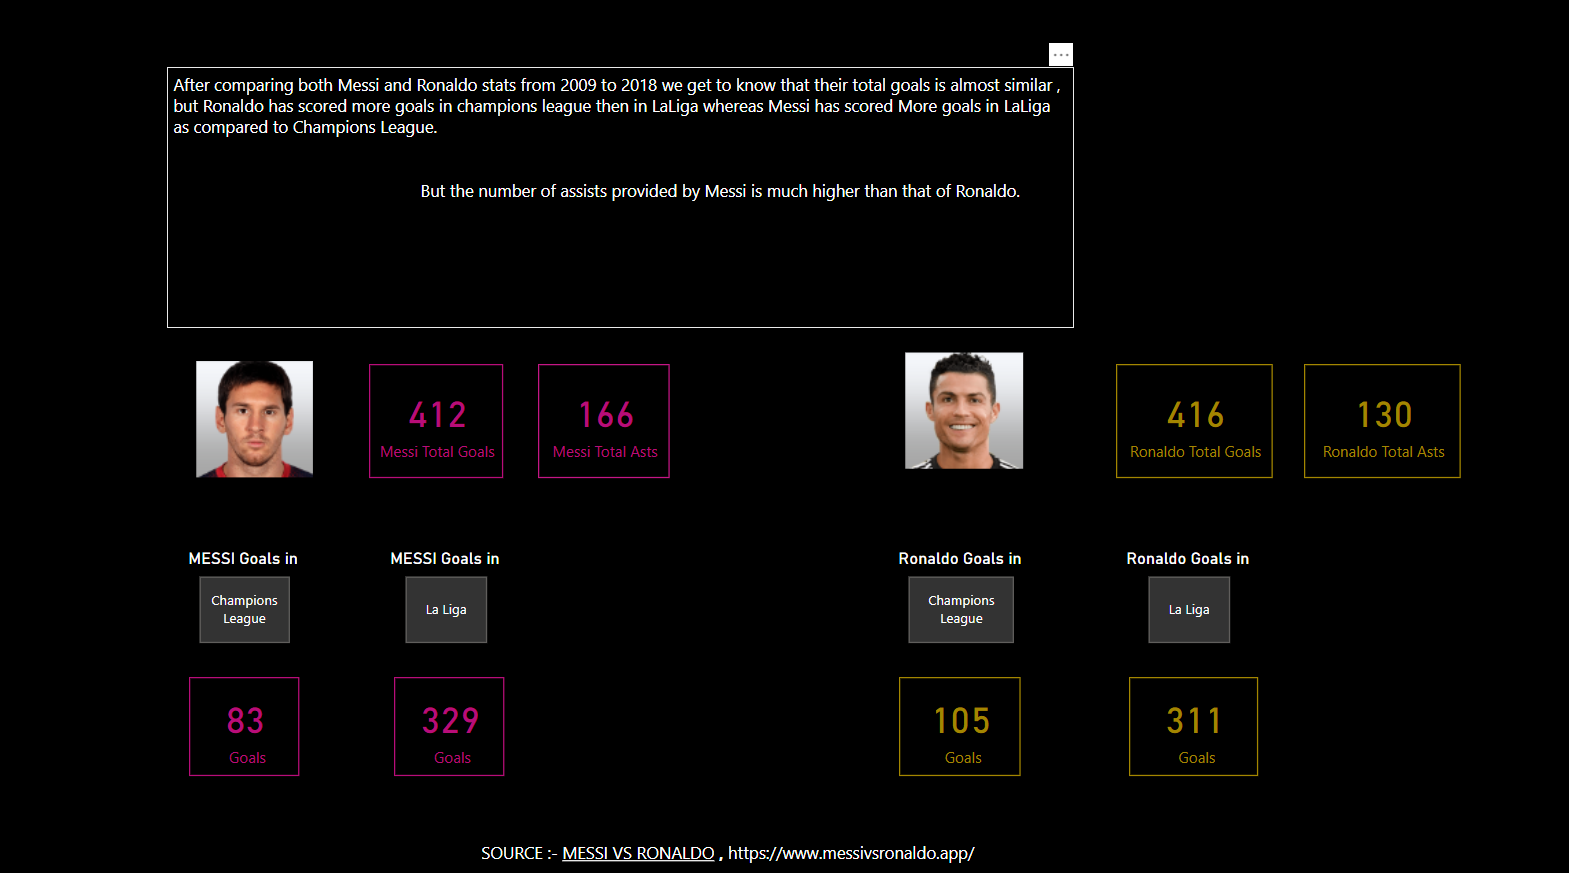 ...
After comparing both Messi and Ronaldo stats from 2009 to 2018 we get to know that their total goals is almost similar ,
but Ronaldo has scored more goals in champions league then in LaLiga whereas Messi has scored More goals in LaLiga
as compared to Champions League.
But the number of assists provided by Messi is much higher than that of Ronaldo.
412
Messi Total Goals
166
Messi Total Asts
416
Ronaldo Total Goals
130
Ronaldo Total Asts
MESSI Goals in
Champions
League
MESSI Goals in
La Liga
Ronaldo Goals in
Champions
League
Ronaldo Goals in
La Liga
83
Goals
329
Goals
105
Goals
311
Goals
SOURCE :- MESSI VS RONALDO , https://www.messivsronaldo.app/